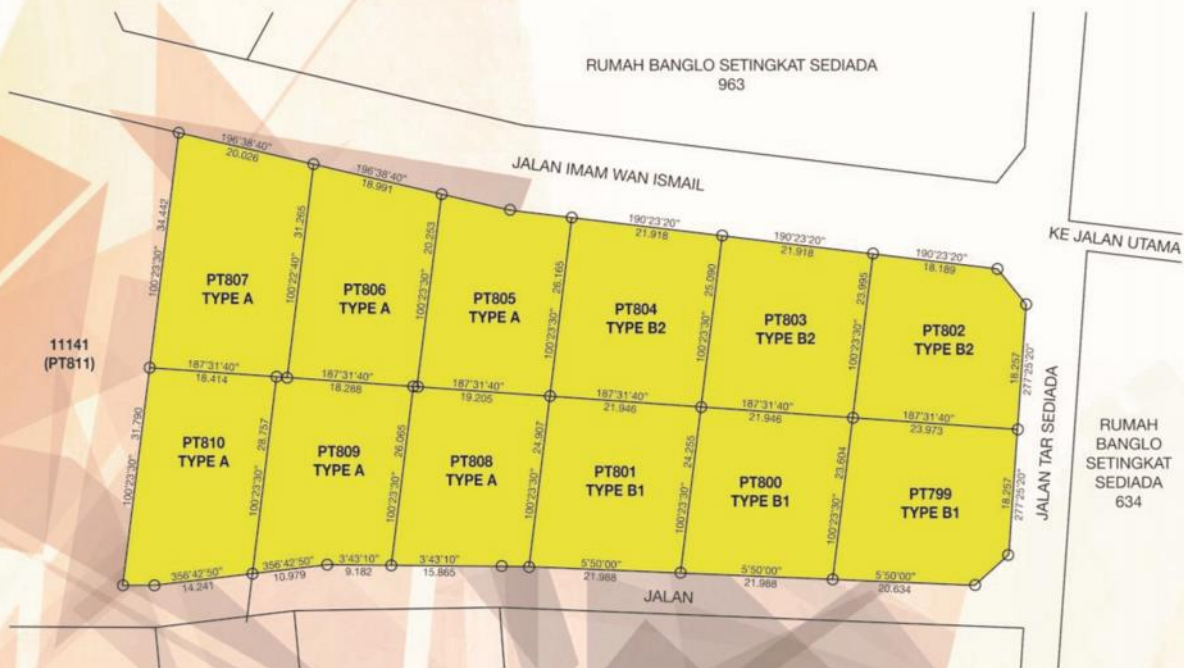 RUMAH BANGLO SETINGKAT SEDIADA
963
JALAN IMAM WAN ISMAIL
KE JALAN UTAMA
196°38'40"
20.026
196°38'40"
18.991
190°23'20"
21.918
190°23'20"
21.918
190°23'20"
18.189
34.442
100°23'30"
31.265
100°22'40"
20.253
100°23'30"
26.165
100°23'30"
25.090
100°23'30"
23.995
100°23'30"
18.257
277°25'20"
PT807
TYPE A
PT806
TYPE A
PT805
TYPE A
PT804
TYPE B2
PT803
TYPE B2
PT802
TYPE B2
11141
(PT811)
187°31'40"
18.414
187°31'40"
18.288
187°31'40"
19.205
187°31'40"
21.946
187°31'40"
21.946
187°31'40"
23.973
JALAN TAR SEDIADA
RUMAH
BANGLO
SETINGKAT
SEDIADA
634
31.790
100°23'30"
28.757
100°23'30"
26.065
100°23'30"
24.907
100°23'30"
24.255
100°23'30"
23.604
100°23'30"
18.257
277°25'20"
PT810
TYPE A
PT809
TYPE A
PT808
TYPE A
PT801
TYPE B1
PT800
TYPE B1
PT799
TYPE B1
356°42'50"
14.241
356°42'50"
10.979
3°43'10"
9.182
3°43'10"
15.865
5°50'00"
21.988
5°50'00"
21.988
5°50'00"
20.634
JALAN